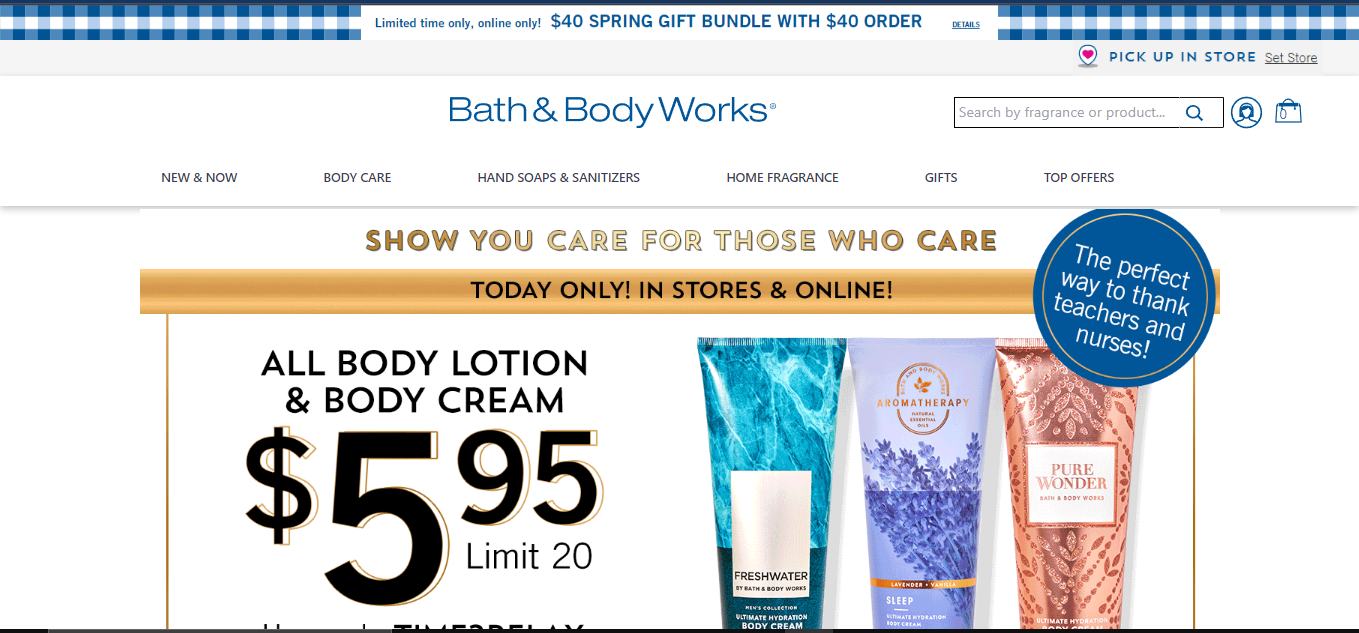 Limited time only, online only! $40 SPRING GIFT BUNDLE WITH $40 ORDER DETAILS
PICK UP IN STORE Set Store
Bath & Body Works®
Search by fragrance or product...
0
NEW & NOW BODY CARE HAND SOAPS & SANITIZERS HOME FRAGRANCE GIFTS TOP OFFERS
SHOW YOU CARE FOR THOSE WHO CARE
TODAY ONLY! IN STORES & ONLINE!
The perfect
way to thank
teachers and
nurses!
ALL BODY LOTION
& BODY CREAM
$5.95
Limit 20
TIME2RELAX
FRESHWATER
BY BATH & BODY WORKS
MEN'S COLLECTION
ULTIMATE HYDRATION
BODY CREAM
BATH AND BODY WORKS
AROMATHERAPY
NATURAL
ESSENTIAL
OILS
LAVENDER • VANILLA
SLEEP
ULTIMATE HYDRATION
BODY CREAM
PURE
WONDER
BATH & BODY WORKS
ULTIMATE HYDRATION
BODY CREAM